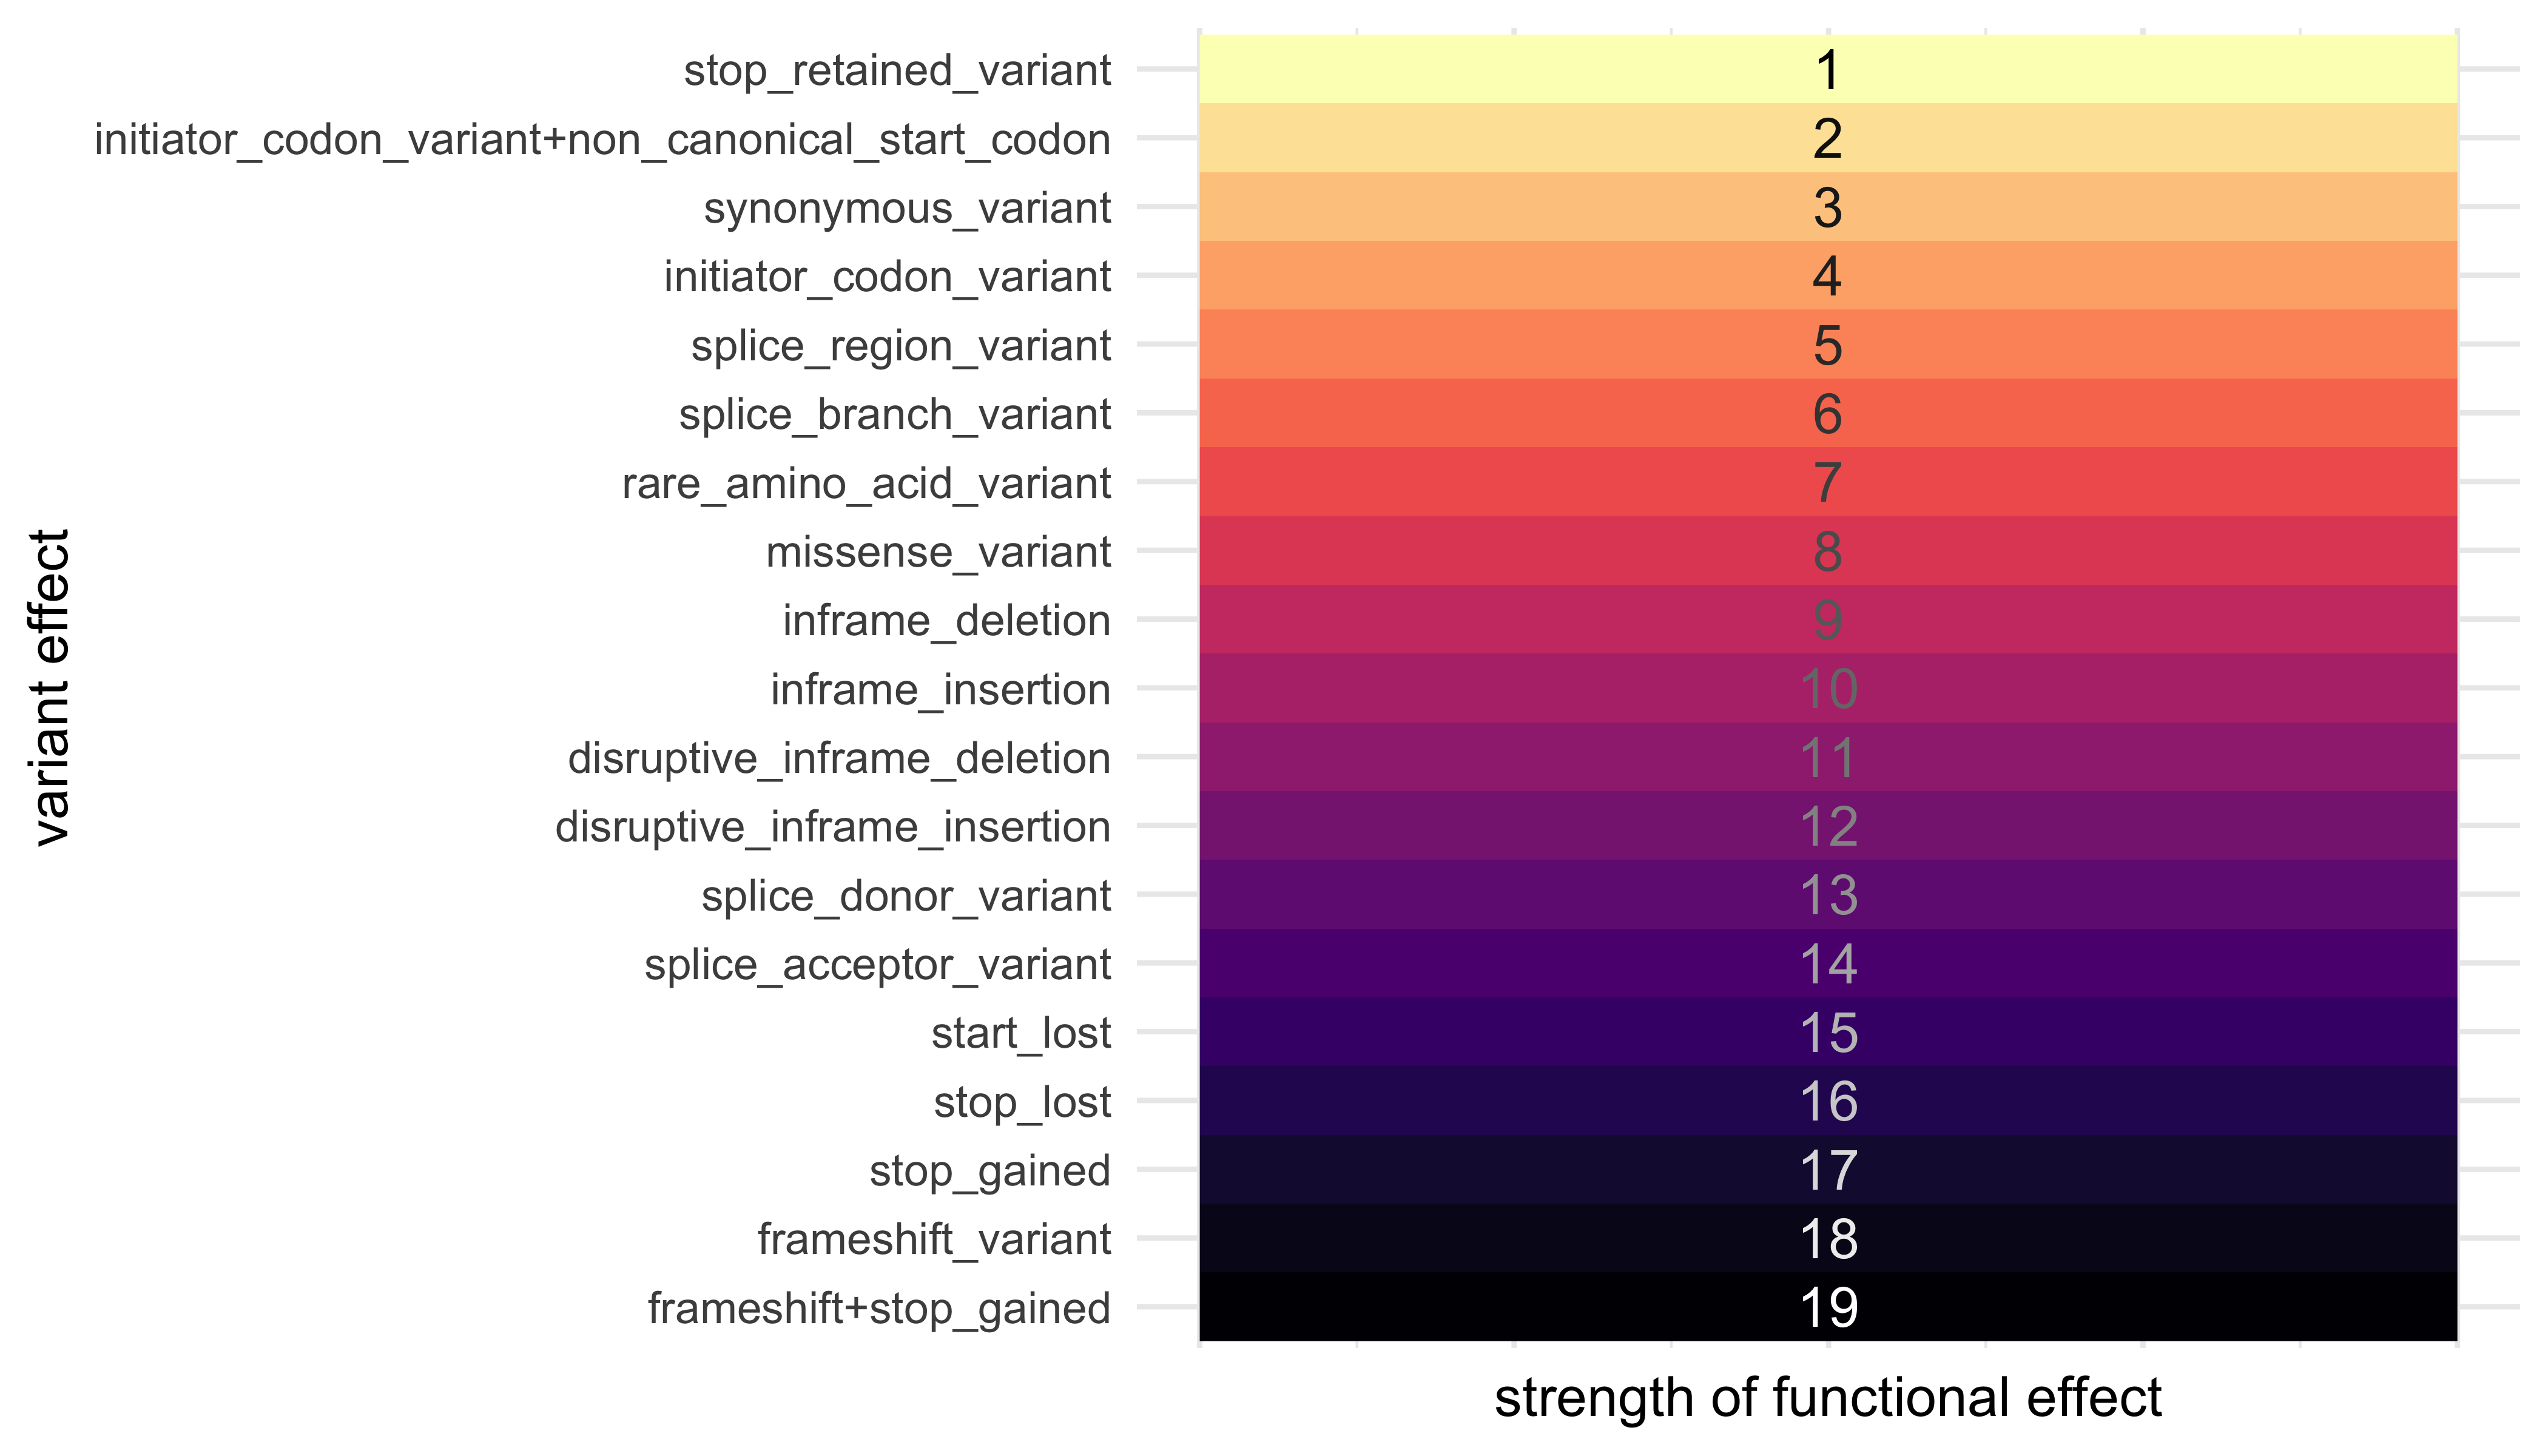 variant effect
stop_retained_variant 1
initiator_codon_variant+non_canonical_start_codon 2
synonymous_variant 3
initiator_codon_variant 4
splice_region_variant 5
splice_branch_variant 6
rare_amino_acid_variant 7
missense_variant 8
inframe_deletion 9
inframe_insertion 10
disruptive_inframe_deletion 11
disruptive_inframe_insertion 12
splice_donor_variant 13
splice_acceptor_variant 14
start_lost 15
stop_lost 16
stop_gained 17
frameshift_variant 18
frameshift+stop_gained 19
strength of functional effect